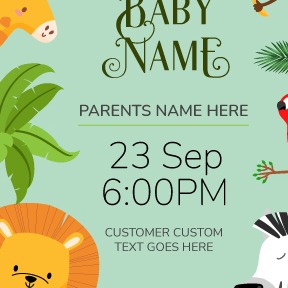 BABY
NAME
PARENTS NAME HERE
23 Sep
6:00PM
CUSTOMER CUSTOM
TEXT GOES HERE